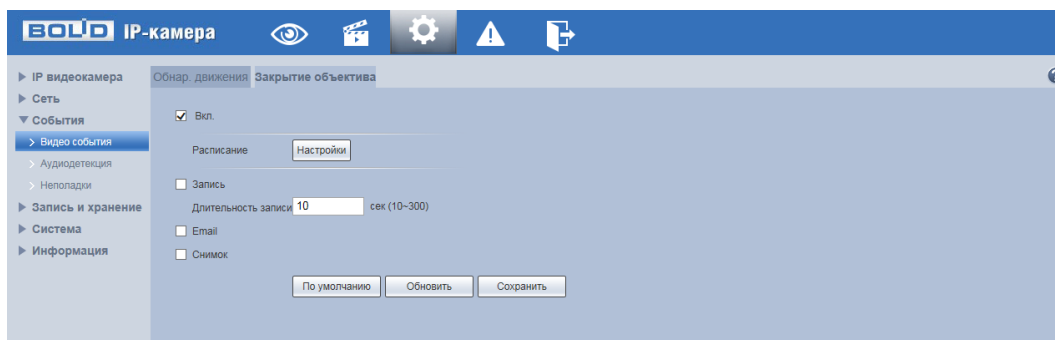 BOLID IP-камера
IP видеокамера
Сеть
События
Видео события
Аудиодетекция
Неполадки
Запись и хранение
Система
Информация
Обнар. движения Закрытие объектива
Вкл.
Расписание Настройки
Запись
Длительность записи 10 сек (10~300)
Email
Снимок
По умолчанию Обновить Сохранить